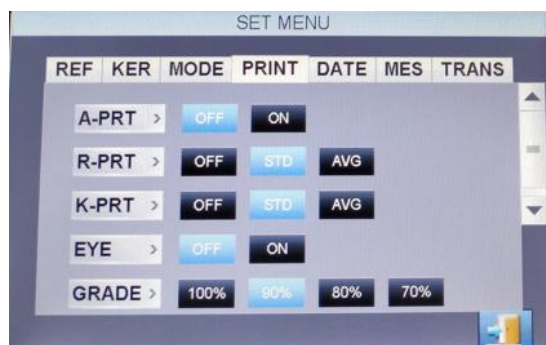 SET MENU
REF KER MODE PRINT DATE MES TRANS
A-PRT > OFF ON
R-PRT > OFF STD AVG
K-PRT > OFF STD AVG
EYE > OFF ON
GRADE > 100% 90% 80% 70%